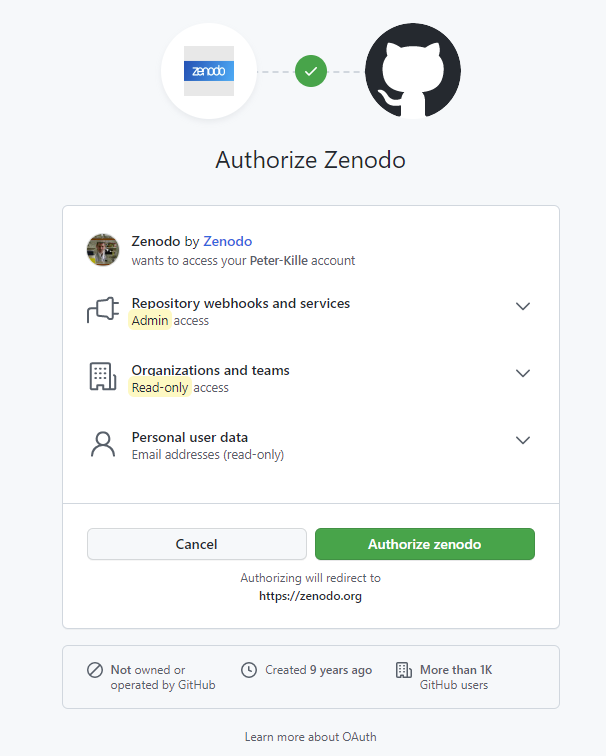 zenodo
Authorize Zenodo
Zenodo by Zenodo
wants to access your Peter-Kille account
Repository webhooks and services
Admin access
Organizations and teams
Read-only access
Personal user data
Email addresses (read-only)
Cancel
Authorize zenodo
Authorizing will redirect to
https://zenodo.org
Not owned or
operated by GitHub
Created 9 years ago
More than 1K
GitHub users
Learn more about OAuth